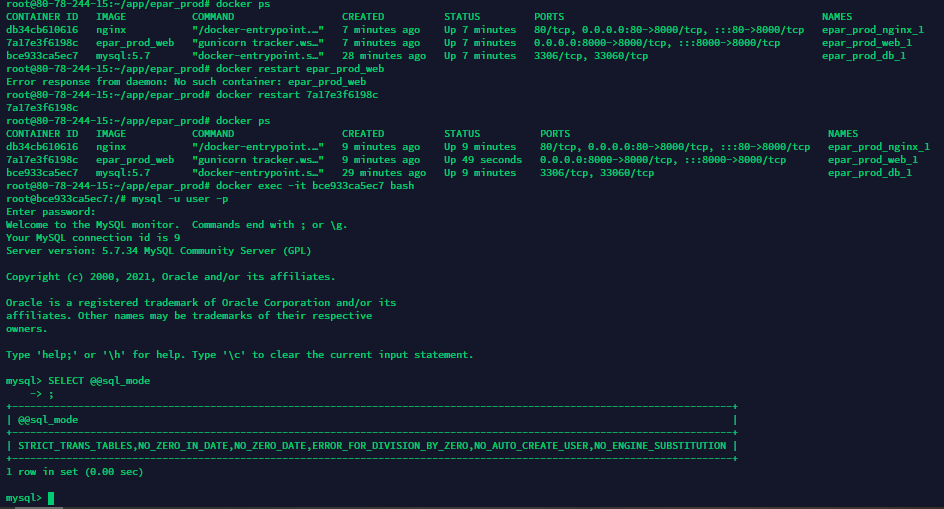 root@80-78-244-15:~/app/epar_prod# docker ps
CONTAINER ID   IMAGE           COMMAND                  CREATED          STATUS          PORTS                                               NAMES
db34cb610616   nginx           "/docker-entrypoint.…"   7 minutes ago    Up 7 minutes    80/tcp, 0.0.0.0:80->8000/tcp, :::80->8000/tcp       epar_prod_nginx_1
7a17e3f6198c   epar_prod_web   "gunicorn tracker.ws…"   7 minutes ago    Up 7 minutes    0.0.0.0:8000->8000/tcp, :::8000->8000/tcp           epar_prod_web_1
bce933ca5ec7   mysql:5.7       "docker-entrypoint.s…"   28 minutes ago   Up 7 minutes    3306/tcp, 33060/tcp                                 epar_prod_db_1
root@80-78-244-15:~/app/epar_prod# docker restart epar_prod_web
Error response from daemon: No such container: epar_prod_web
root@80-78-244-15:~/app/epar_prod# docker restart 7a17e3f6198c
7a17e3f6198c
root@80-78-244-15:~/app/epar_prod# docker ps
CONTAINER ID   IMAGE           COMMAND                  CREATED          STATUS          PORTS                                               NAMES
db34cb610616   nginx           "/docker-entrypoint.…"   9 minutes ago    Up 9 minutes    80/tcp, 0.0.0.0:80->8000/tcp, :::80->8000/tcp       epar_prod_nginx_1
7a17e3f6198c   epar_prod_web   "gunicorn tracker.ws…"   9 minutes ago    Up 49 seconds   0.0.0.0:8000->8000/tcp, :::8000->8000/tcp           epar_prod_web_1
bce933ca5ec7   mysql:5.7       "docker-entrypoint.s…"   29 minutes ago   Up 9 minutes    3306/tcp, 33060/tcp                                 epar_prod_db_1
root@80-78-244-15:~/app/epar_prod# docker exec -it bce933ca5ec7 bash
root@bce933ca5ec7:/# mysql -u user -p
Enter password:
Welcome to the MySQL monitor.  Commands end with ; or \g.
Your MySQL connection id is 9
Server version: 5.7.34 MySQL Community Server (GPL)
Copyright (c) 2000, 2021, Oracle and/or its affiliates.
Oracle is a registered trademark of Oracle Corporation and/or its
affiliates. Other names may be trademarks of their respective
owners.
Type 'help;' or '\h' for help. Type '\c' to clear the current input statement.
mysql> SELECT @@sql_mode
    -> ;
| @@sql_mode |
| STRICT_TRANS_TABLES,NO_ZERO_IN_DATE,NO_ZERO_DATE,ERROR_FOR_DIVISION_BY_ZERO,NO_AUTO_CREATE_USER,NO_ENGINE_SUBSTITUTION |
1 row in set (0.00 sec)
mysql>